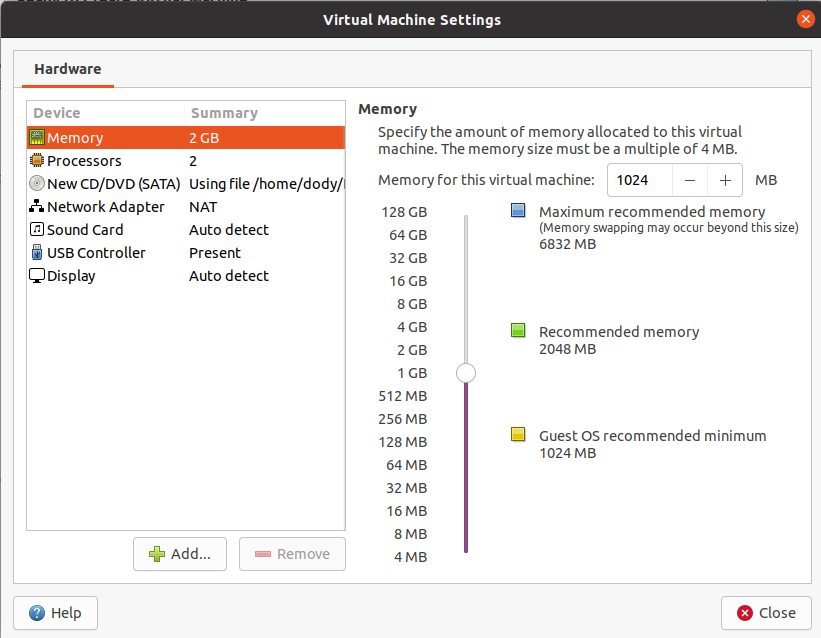 Virtual Machine Settings
Hardware
Device Summary
Memory 2 GB
Processors 2
New CD/DVD (SATA) Using file /home/dody/
Network Adapter NAT
Sound Card Auto detect
USB Controller Present
Display Auto detect
Add...
Remove
Memory
Specify the amount of memory allocated to this virtual
machine. The memory size must be a multiple of 4 MB.
Memory for this virtual machine: 1024 − + MB
128 GB
64 GB
32 GB
16 GB
8 GB
4 GB
2 GB
1 GB
512 MB
256 MB
128 MB
64 MB
32 MB
16 MB
8 MB
4 MB
Maximum recommended memory
(Memory swapping may occur beyond this size)
6832 MB
Recommended memory
2048 MB
Guest OS recommended minimum
1024 MB
Help
Close